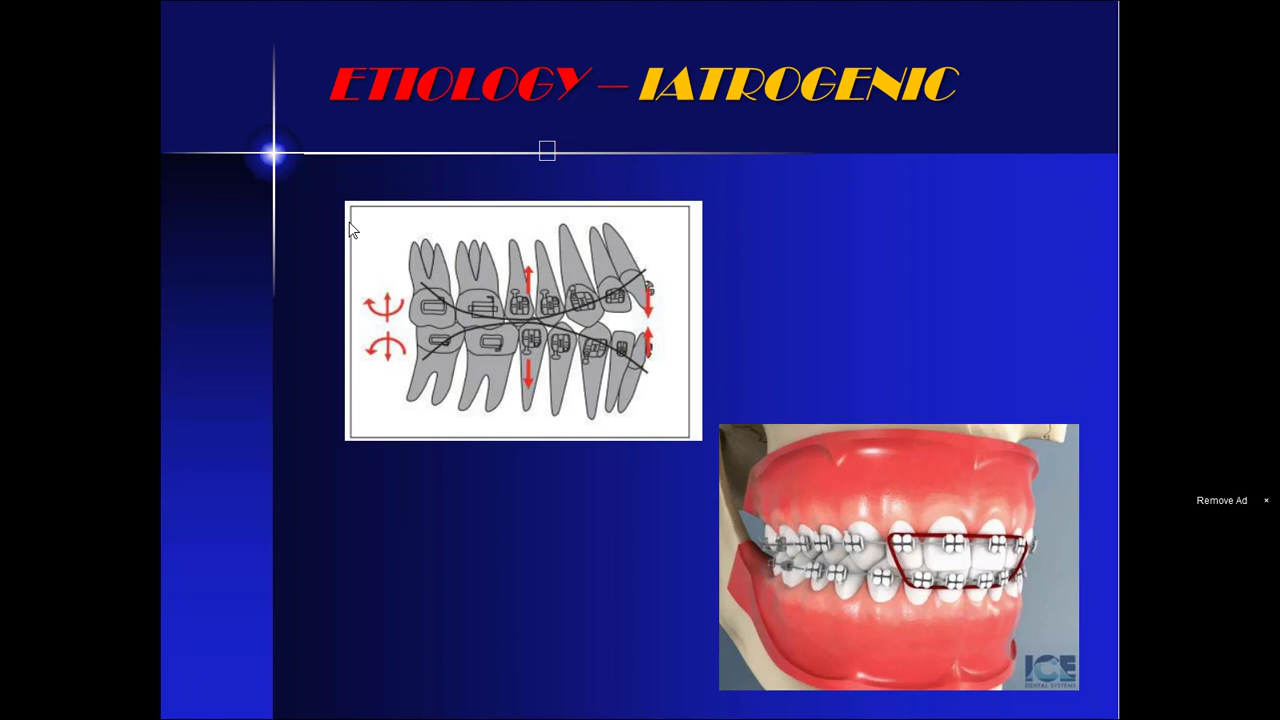 ETIOLOGY – IATROGENIC
Remove Ad ×
ICE
DENTAL SYSTEMS